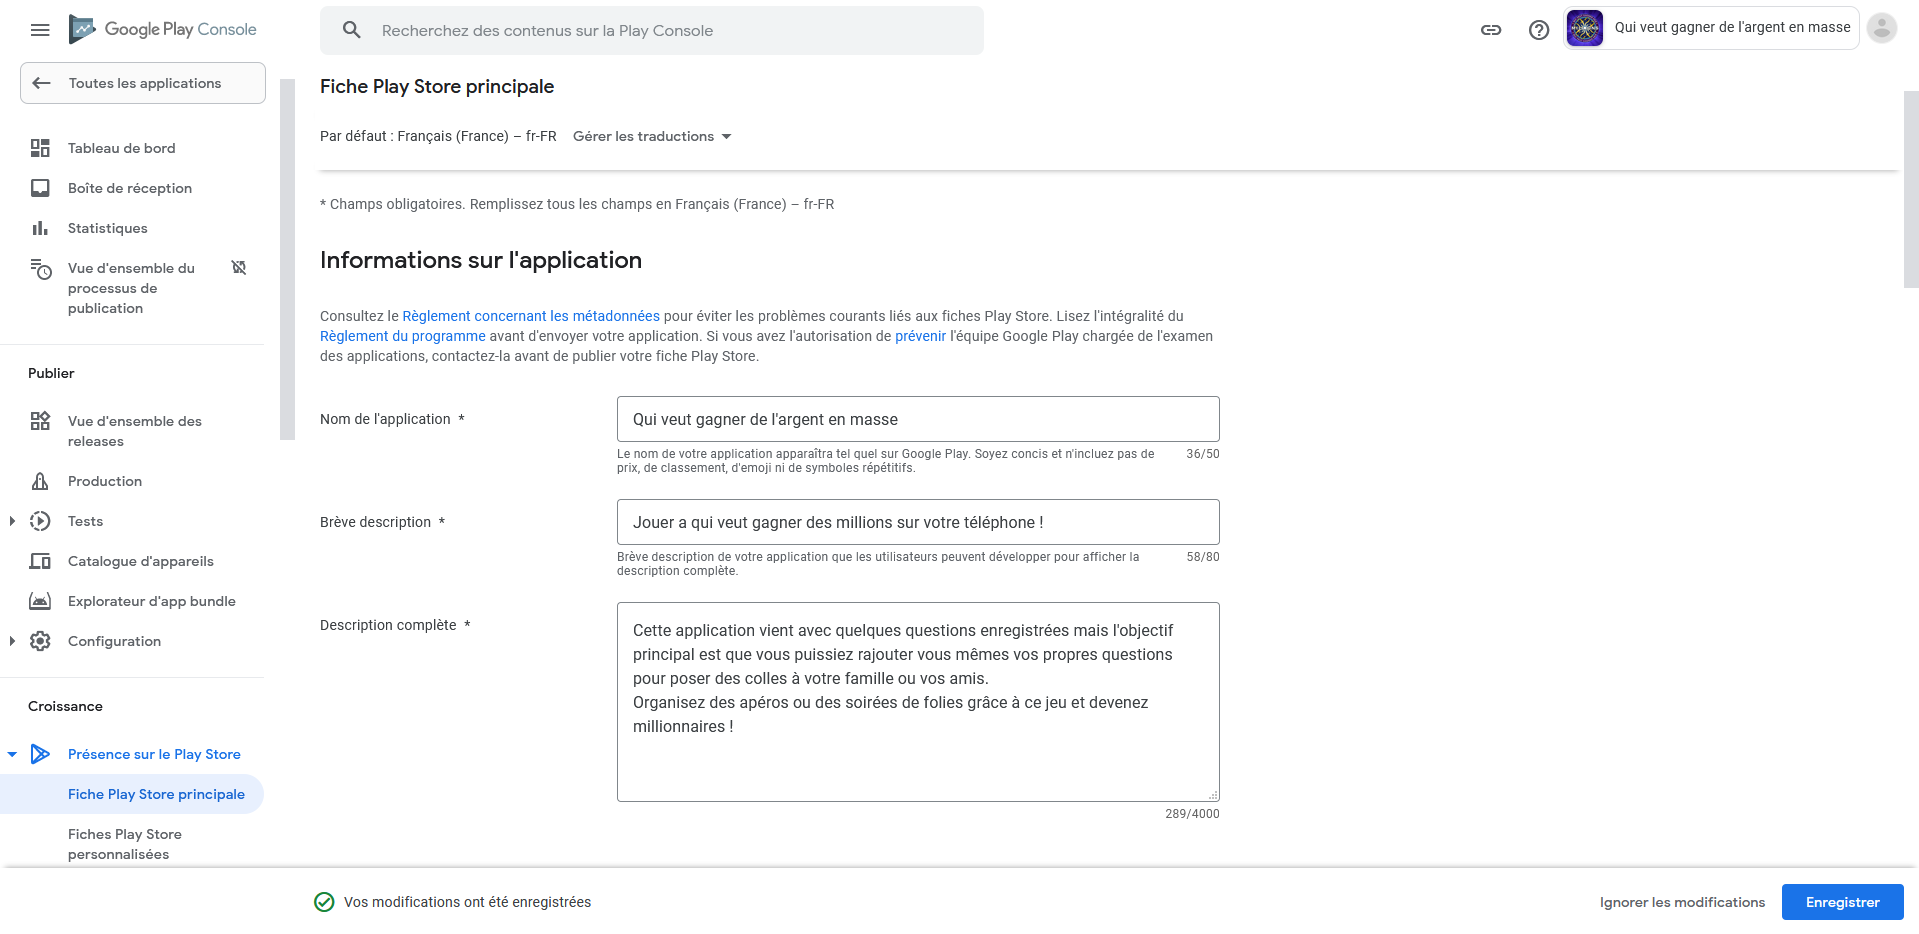 Google Play Console
Recherchez des contenus sur la Play Console
Qui veut gagner de l'argent en masse
Toutes les applications
Tableau de bord
Boîte de réception
Statistiques
Vue d'ensemble du
processus de
publication
Publier
Vue d'ensemble des
releases
Production
Tests
Catalogue d'appareils
Explorateur d'app bundle
Configuration
Croissance
Présence sur le Play Store
Fiche Play Store principale
Fiches Play Store
personnalisées
Fiche Play Store principale
Par défaut : Français (France) – fr-FR Gérer les traductions
* Champs obligatoires. Remplissez tous les champs en Français (France) – fr-FR
Informations sur l'application
Consultez le Règlement concernant les métadonnées pour éviter les problèmes courants liés aux fiches Play Store. Lisez l'intégralité du
Règlement du programme avant d'envoyer votre application. Si vous avez l'autorisation de prévenir l'équipe Google Play chargée de l'examen
des applications, contactez-la avant de publier votre fiche Play Store.
Nom de l'application *
Qui veut gagner de l'argent en masse
Le nom de votre application apparaîtra tel quel sur Google Play. Soyez concis et n'incluez pas de 36/50
prix, de classement, d'emoji ni de symboles répétitifs.
Brève description *
Jouer a qui veut gagner des millions sur votre téléphone !
Brève description de votre application que les utilisateurs peuvent développer pour afficher la 58/80
description complète.
Description complète *
Cette application vient avec quelques questions enregistrées mais l'objectif
principal est que vous puissiez rajouter vous mêmes vos propres questions
pour poser des colles à votre famille ou vos amis.
Organisez des apéros ou des soirées de folies grâce à ce jeu et devenez
millionnaires !
289/4000
Vos modifications ont été enregistrées
Ignorer les modifications
Enregistrer